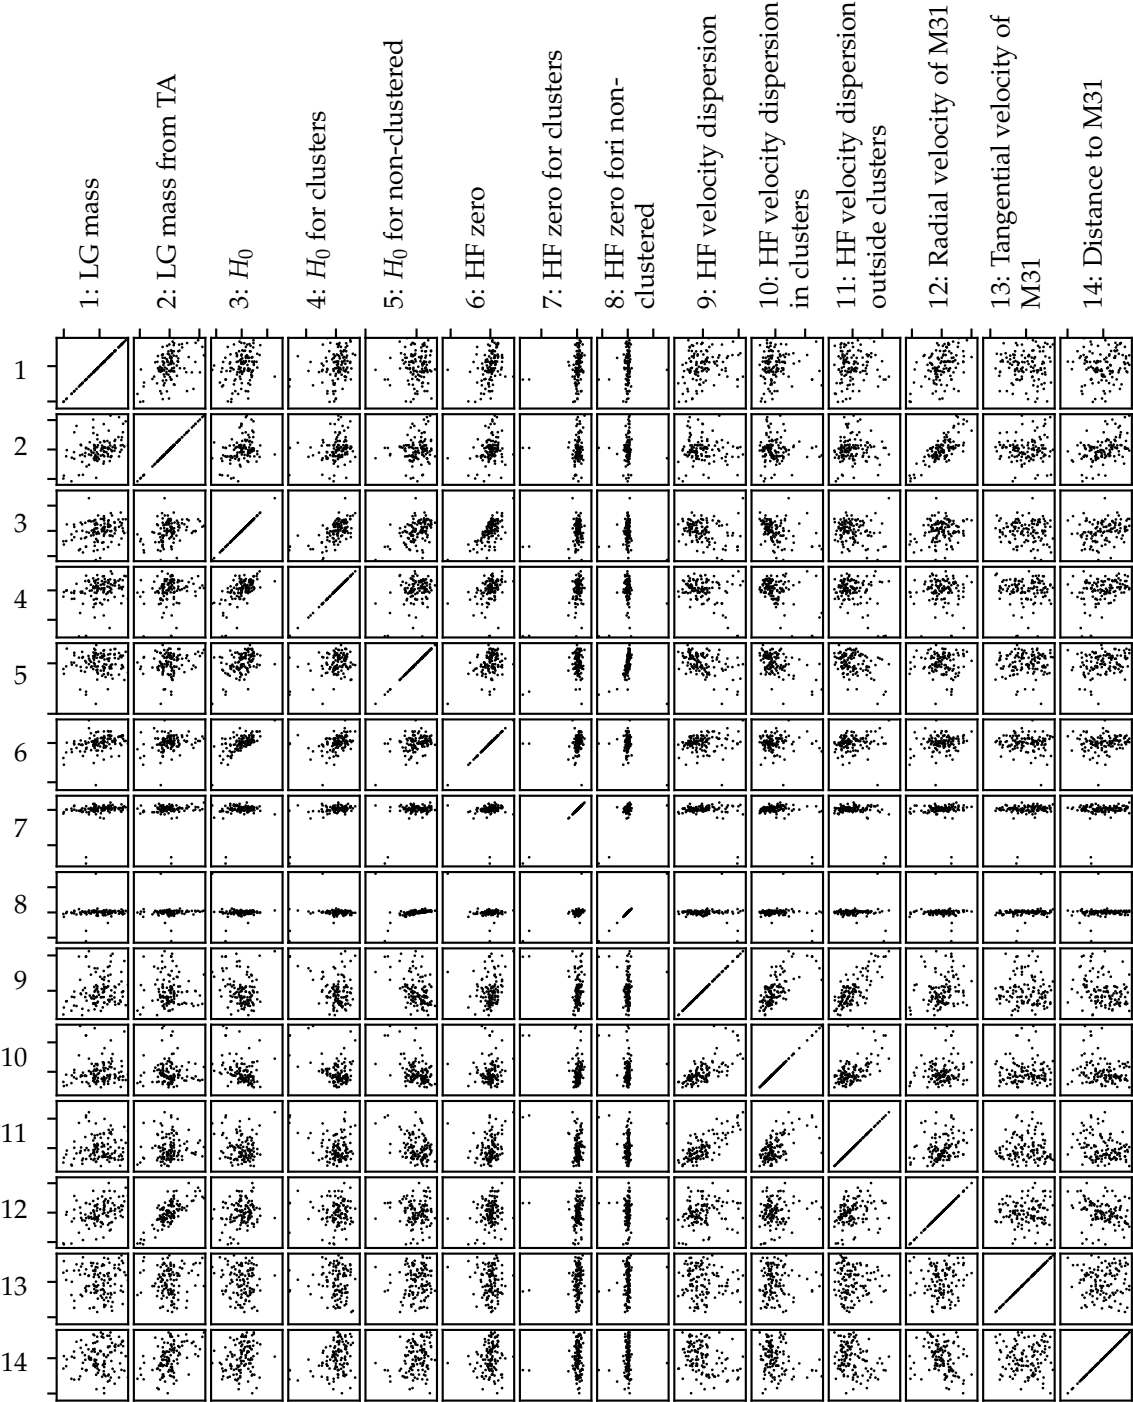 1: LG mass
2: LG mass from TA
3: H0
4: H0 for clusters
5: H0 for non-clustered
6: HF zero
7: HF zero for clusters
8: HF zero fori non-
clustered
9: HF velocity dispersion
10: HF velocity dispersion
in clusters
11: HF velocity dispersion
outside clusters
12: Radial velocity of M31
13: Tangential velocity of
M31
14: Distance to M31
1
2
3
4
5
6
7
8
9
10
11
12
13
14